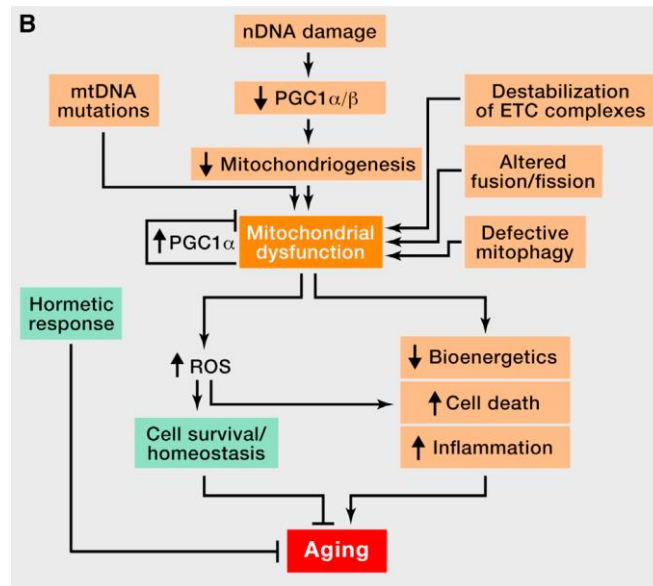 B
nDNA damage
mtDNA
mutations
↓ PGC1α/β
Destabilization
of ETC complexes
↓ Mitochondriogenesis
Altered
fusion/fission
↑ PGC1α
Mitochondrial
dysfunction
Defective
mitophagy
Hormetic
response
↑ ROS
↓ Bioenergetics
↑ Cell death
Cell survival/
homeostasis
↑ Inflammation
Aging